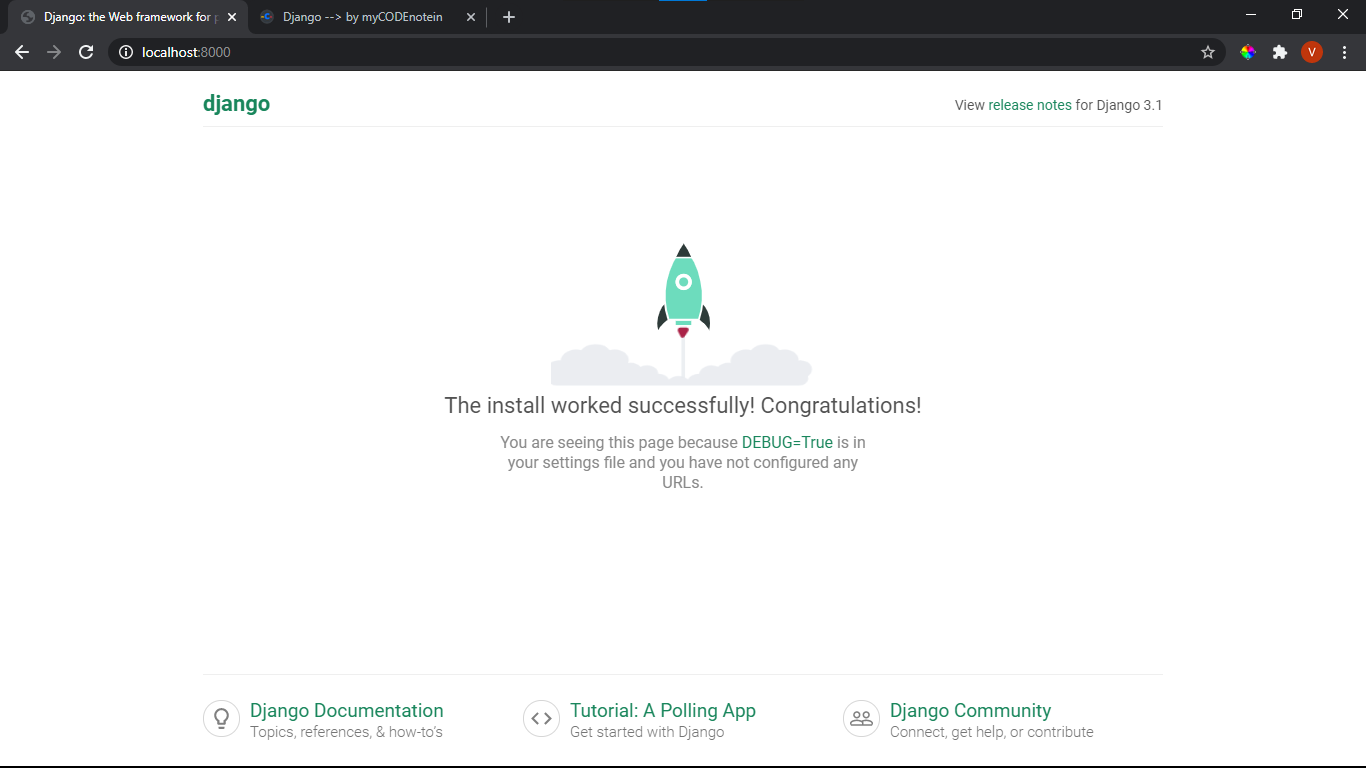 Django: the Web framework for p
Django --> by myCODEnotein
localhost:8000
V
django
View release notes for Django 3.1
The install worked successfully! Congratulations!
You are seeing this page because DEBUG=True is in
your settings file and you have not configured any
URLs.
Django Documentation
Topics, references, & how-to's
Tutorial: A Polling App
Get started with Django
Django Community
Connect, get help, or contribute